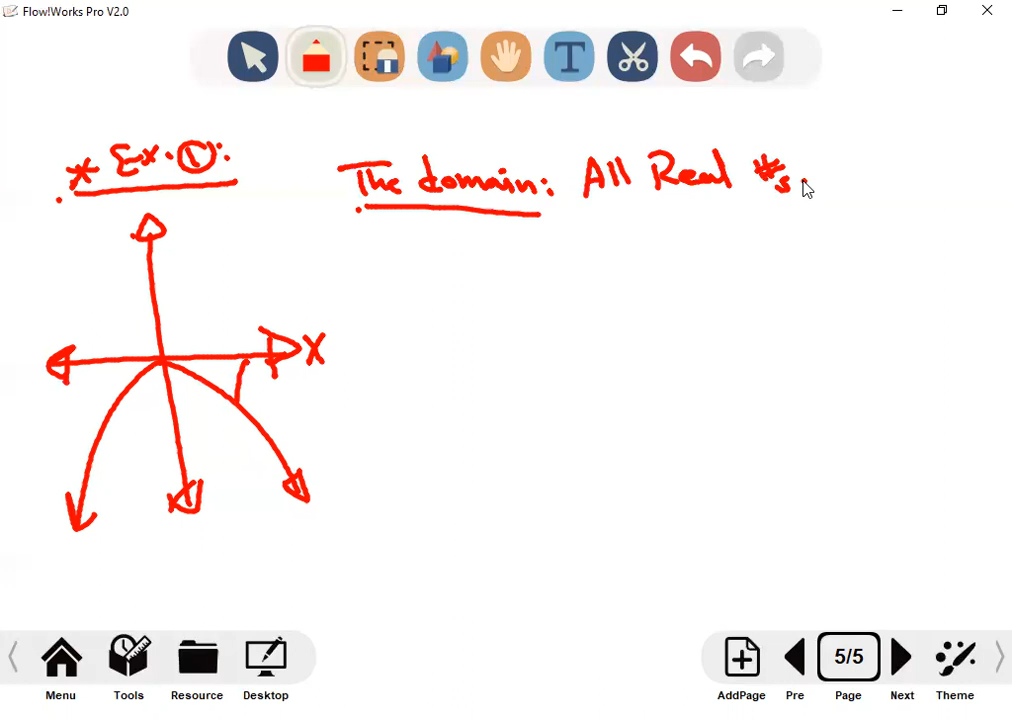 Flow!Works Pro V2.0
* Ex. ①:
The domain: All Real #s.
X
Menu
Tools
Resource
Desktop
AddPage
Pre
5/5
Page
Next
Theme